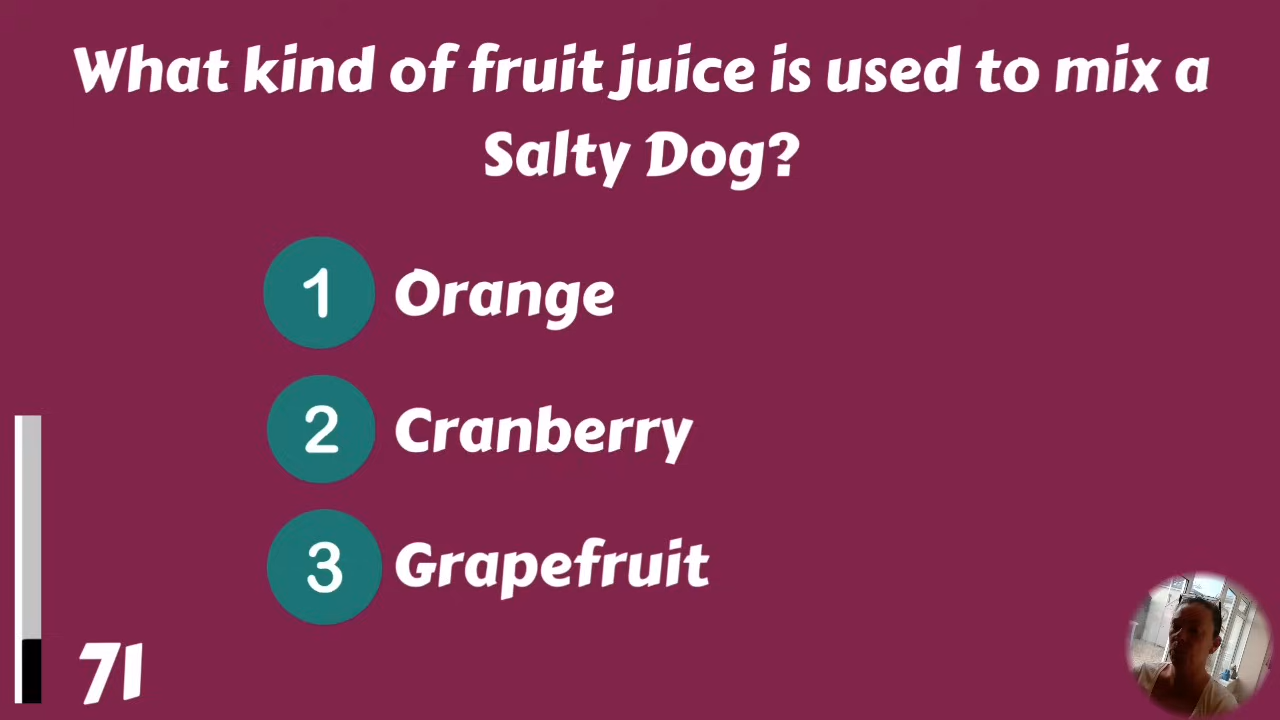 What kind of fruit juice is used to mix a
Salty Dog?
1 Orange
2 Cranberry
3 Grapefruit
71